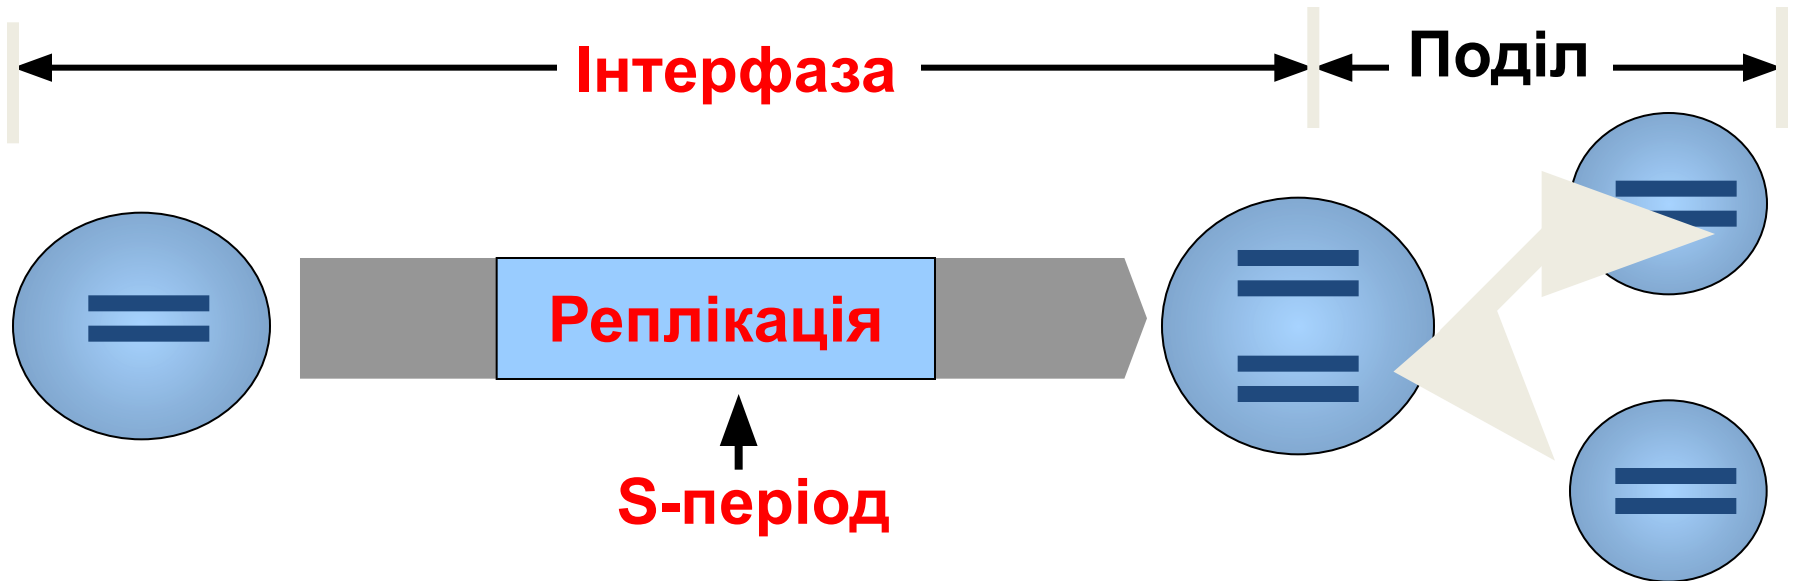 Інтерфаза
Поділ
Реплікація
S-період